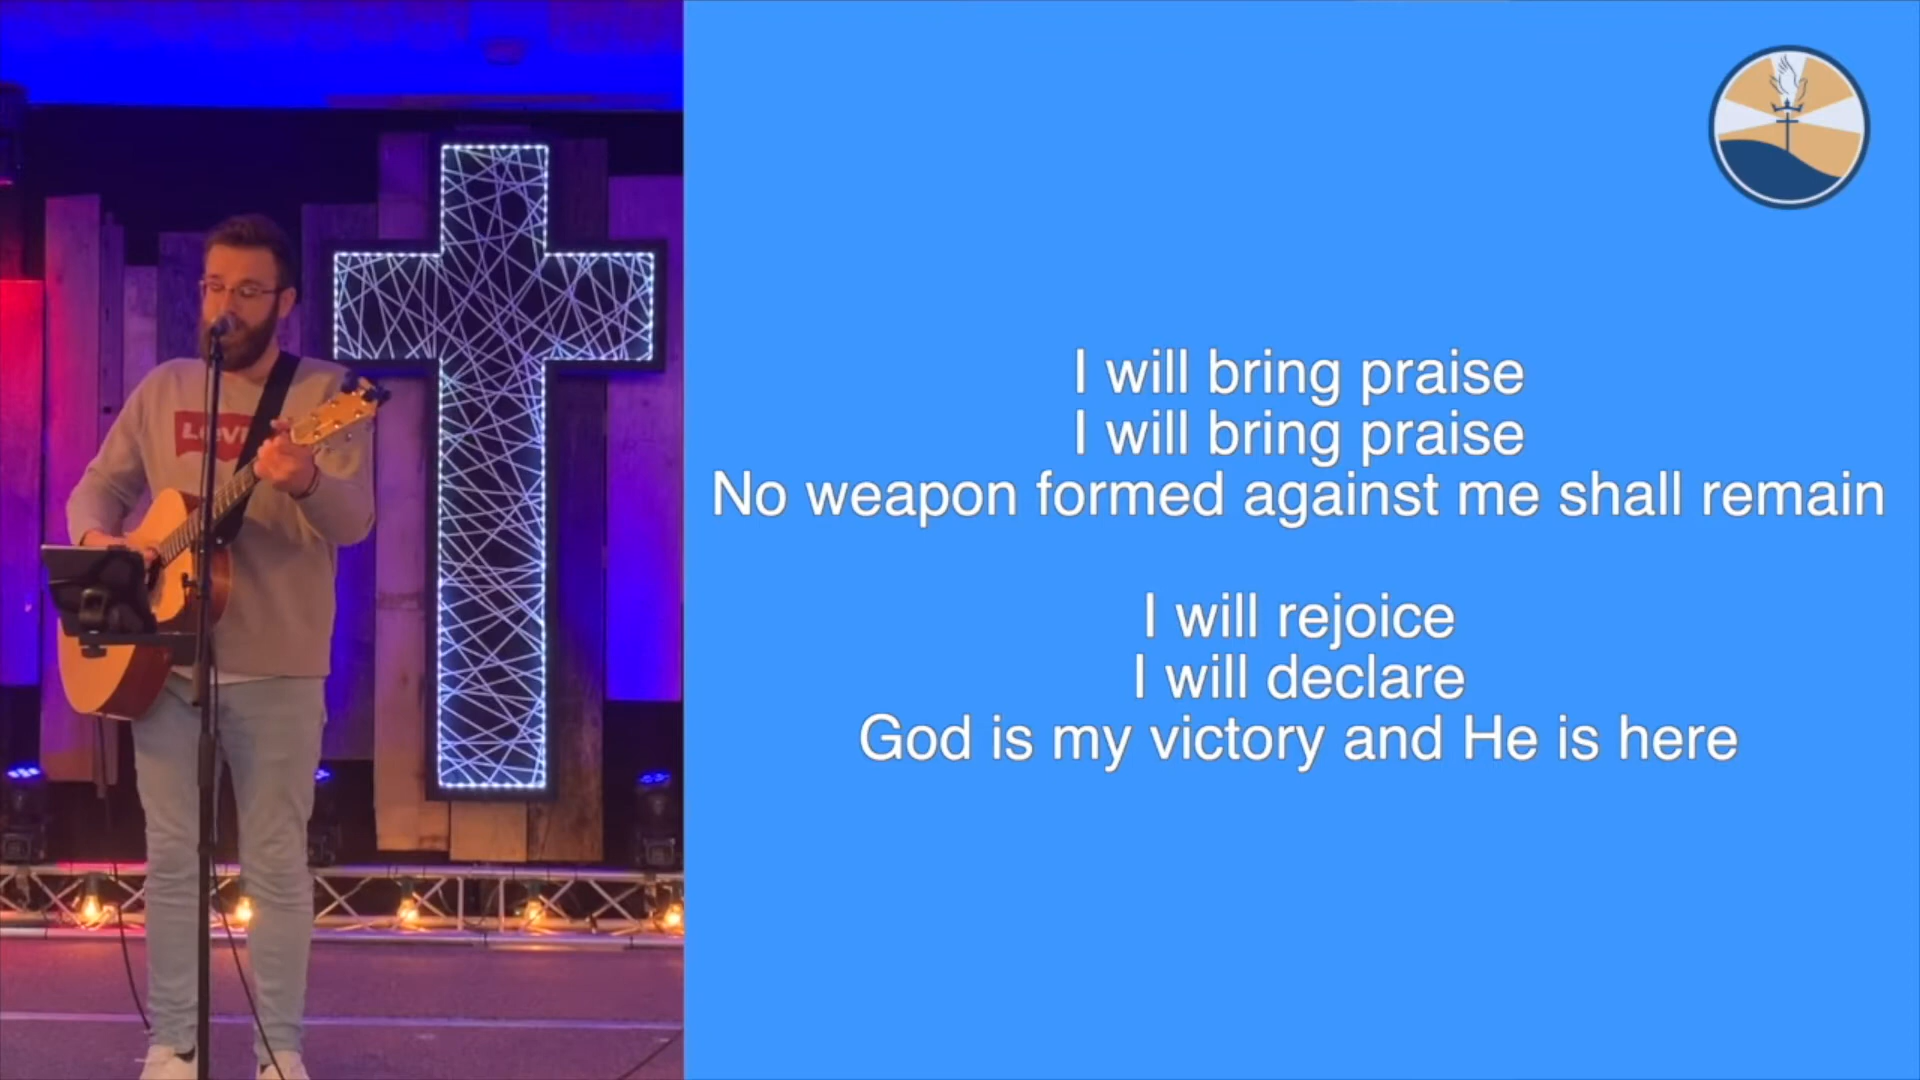 I will bring praise
I will bring praise
No weapon formed against me shall remain
I will rejoice
I will declare
God is my victory and He is here